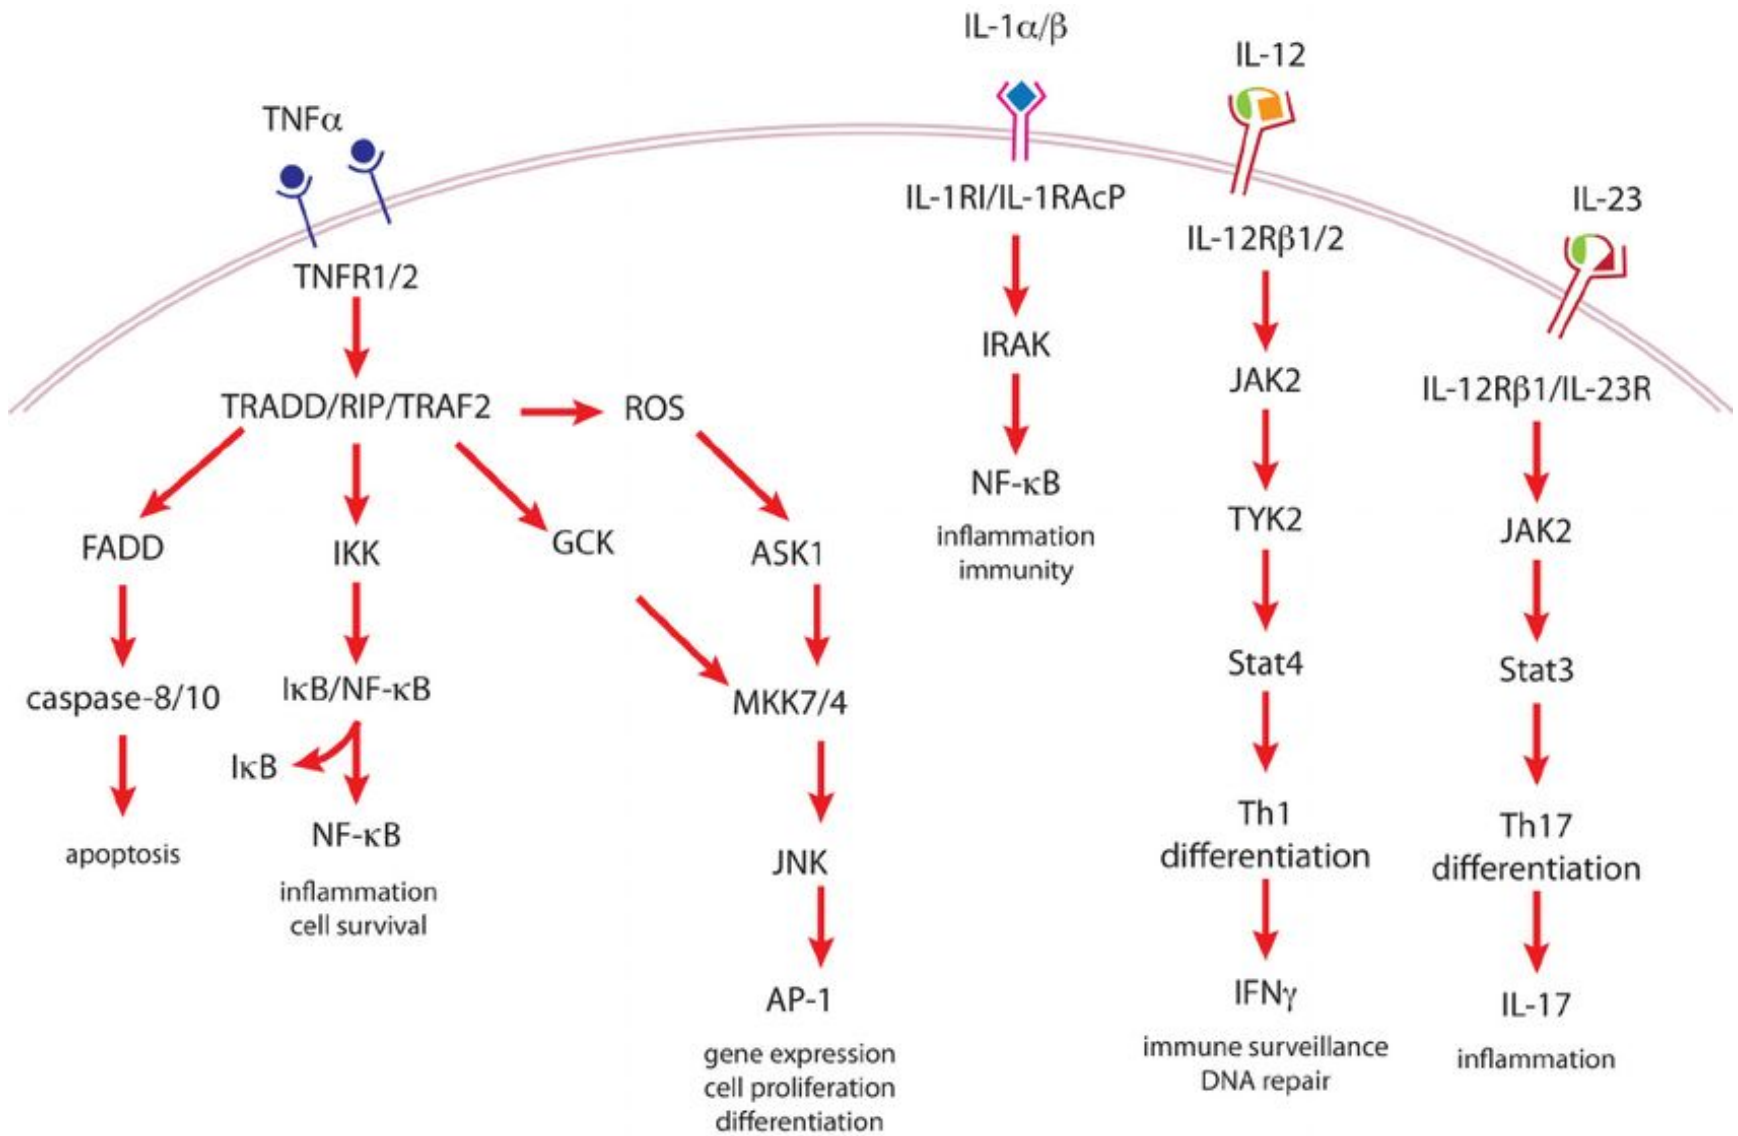 IL-1α/β
IL-12
TNFα
IL-1RI/IL-1RAcP
IL-23
IL-12Rβ1/2
TNFR1/2
IRAK
JAK2
IL-12Rβ1/IL-23R
TRADD/RIP/TRAF2
ROS
NF-κB
inflammation
immunity
TYK2
JAK2
FADD
IKK
GCK
ASK1
Stat4
Stat3
caspase-8/10
IκB/NF-κB
MKK7/4
IκB
NF-κB
inflammation
cell survival
apoptosis
JNK
Th1
differentiation
Th17
differentiation
AP-1
gene expression
cell proliferation
differentiation
IFNγ
immune surveillance
DNA repair
IL-17
inflammation